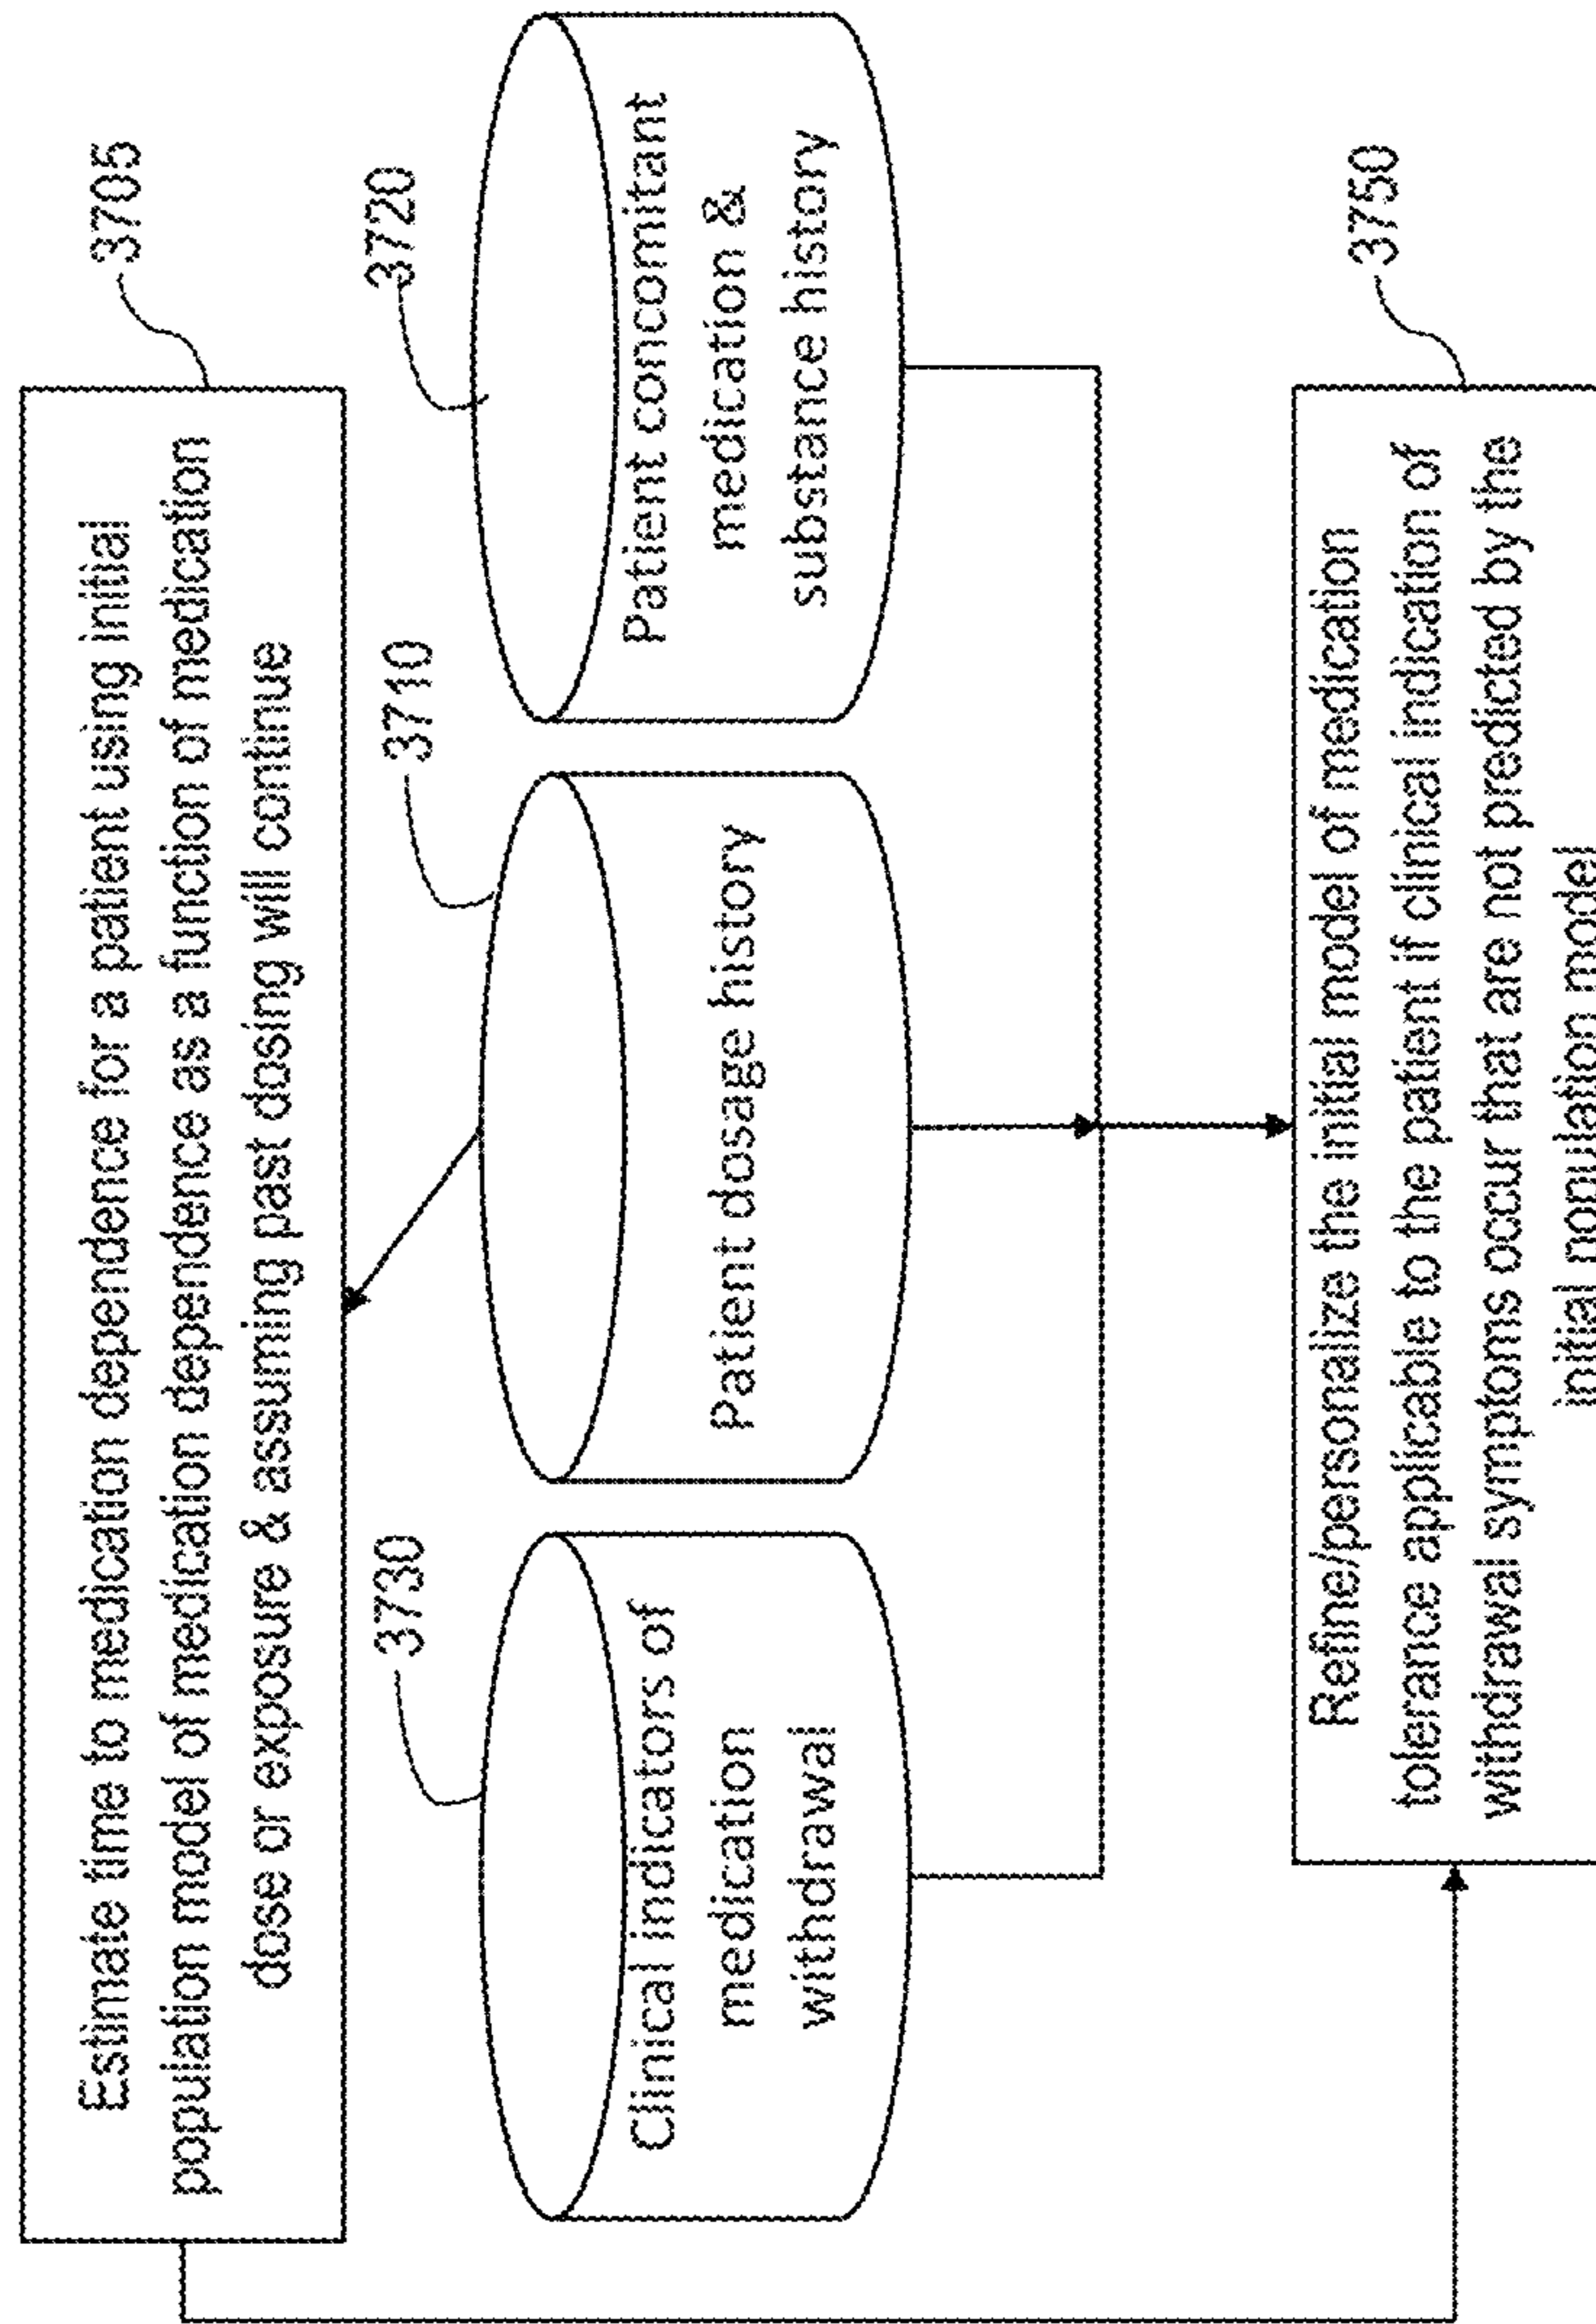 Estimate time to medication dependence for a patient using initial
population model of medication dependence as a function of medication
dose or exposure & assuming past dosing will continue
3705
3730
Clinical indicators of
medication
withdrawal
3710
Patient dosage history
3720
Patient concomitant
medication &
substance history
3750
Refine/personalize the initial model of medication
tolerance applicable to the patient if clinical indication of
withdrawal symptoms occur that are not predicted by the
initial population model